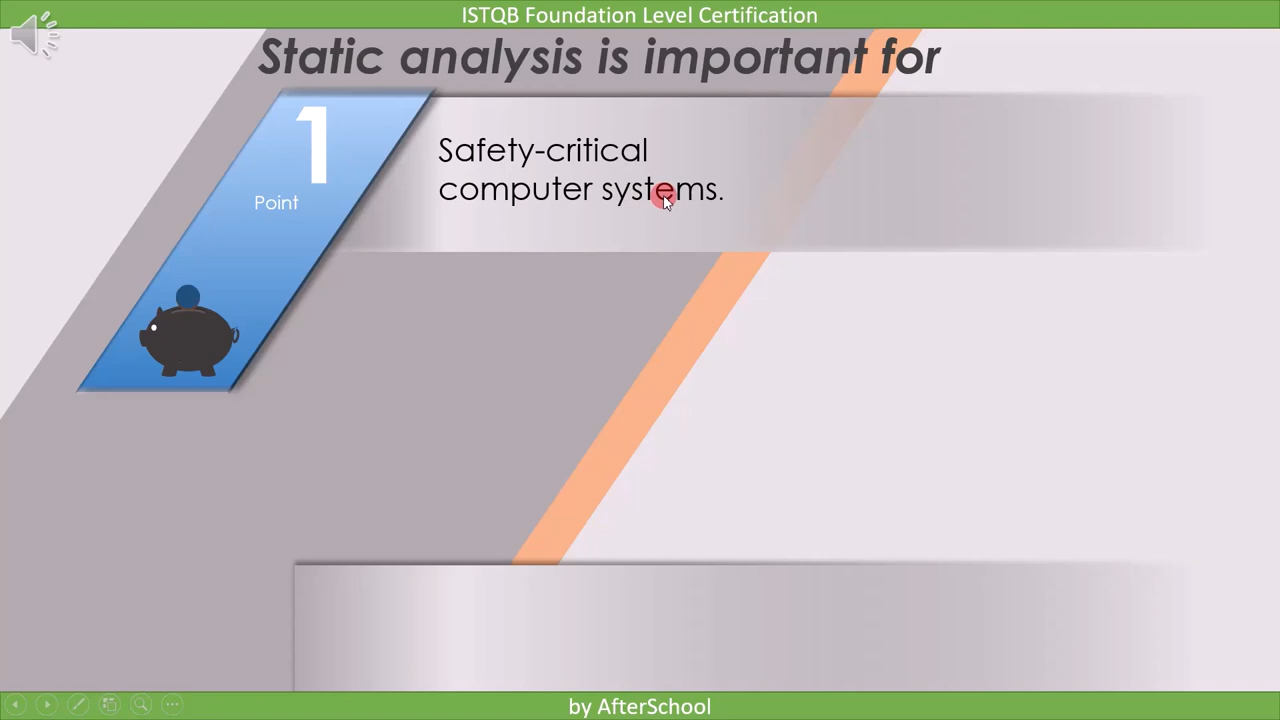 ISTQB Foundation Level Certification
Static analysis is important for
1
Point
Safety-critical
computer systems.
by AfterSchool